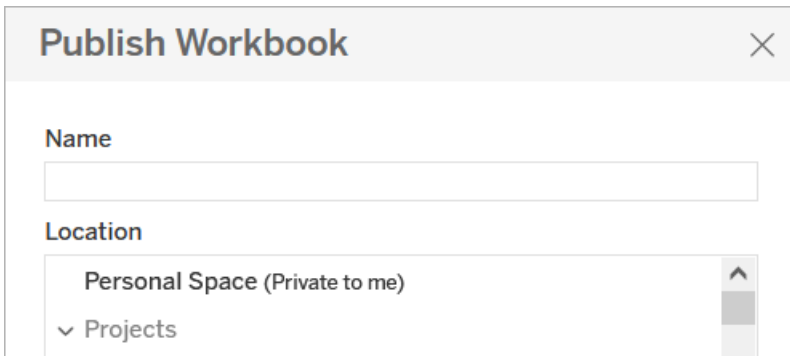 Publish Workbook
Name
Location
Personal Space (Private to me)
Projects